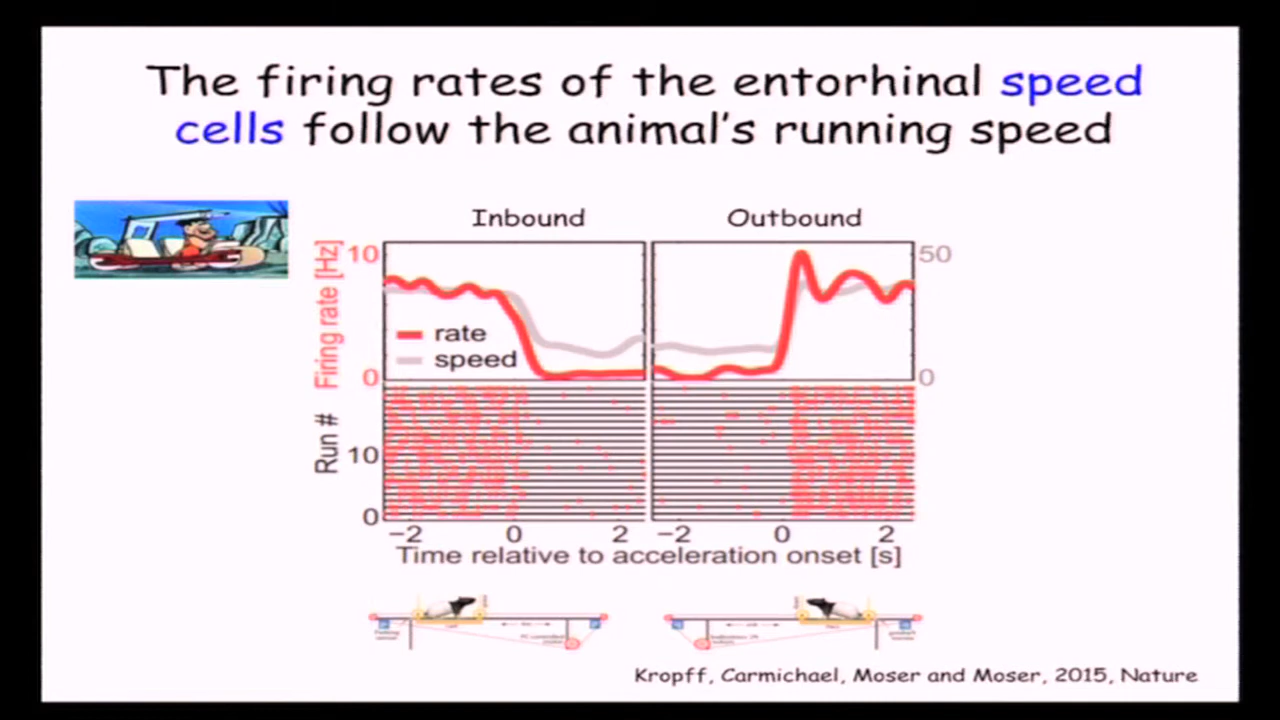 The firing rates of the entorhinal speed
cells follow the animal's running speed
Inbound
Outbound
Firing rate [Hz]
10
0
rate
speed
50
0
Run #
10
0
−2
0
2
−2
0
2
Time relative to acceleration onset [s]
Kropff, Carmichael, Moser and Moser, 2015, Nature